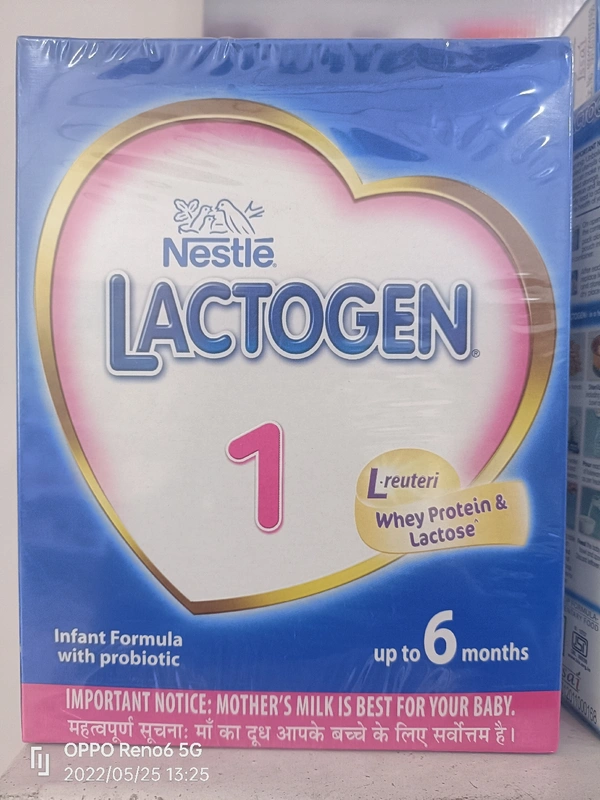 Nestlé
LACTOGEN
1
L-reuteri
Whey Protein &
Lactose^
Infant Formula
with probiotic
up to 6 months
IMPORTANT NOTICE: MOTHER'S MILK IS BEST FOR YOUR BABY.
महत्वपूर्ण सूचना: माँ का दूध आपके बच्चे के लिए सर्वोत्तम है।
OPPO Reno6 5G
2022/05/25 13:25